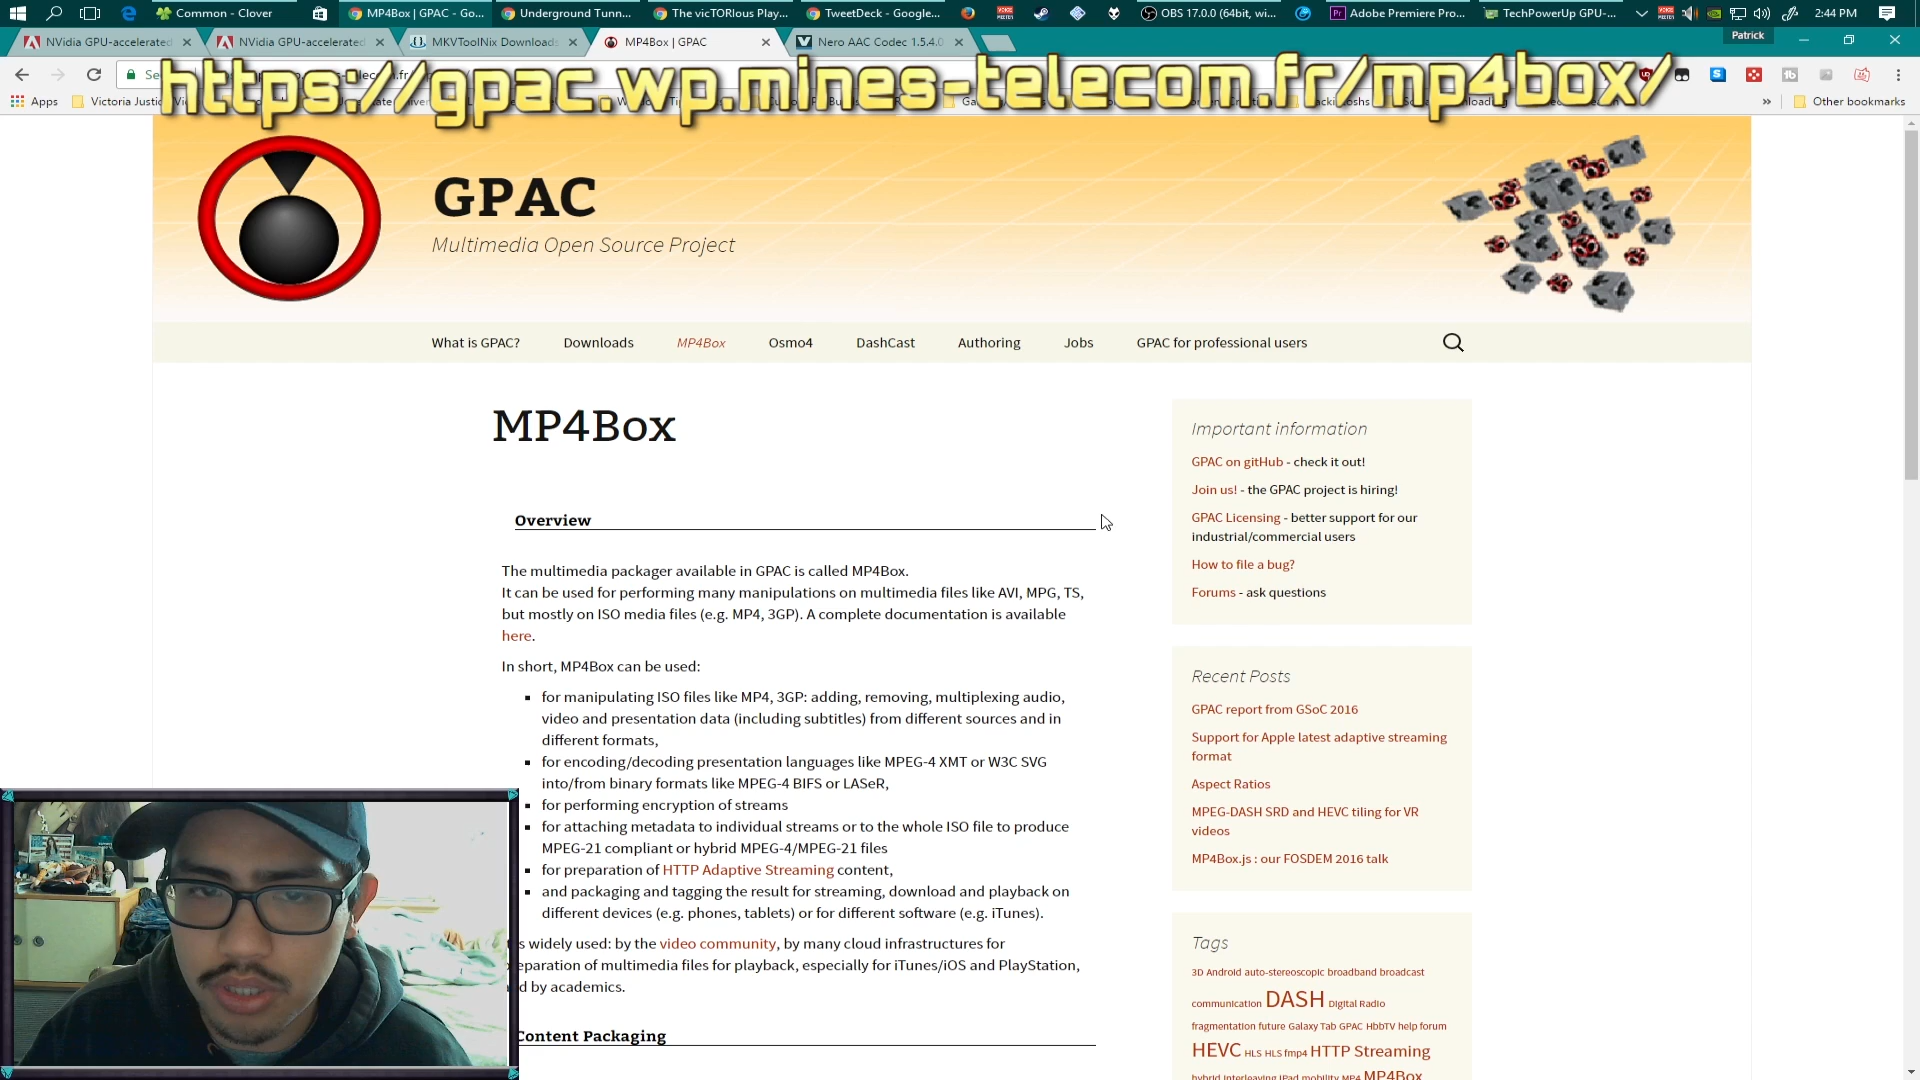 Common - Clover
MP4Box | GPAC - Go...
Underground Tunn...
The vicTORIous Play...
TweetDeck - Google...
OBS 17.0.0 (64bit, wi...
Adobe Premiere Pro...
TechPowerUp GPU-...
2:44 PM
NVidia GPU-accelerated
NVidia GPU-accelerated
MKVToolNix Downloads
MP4Box | GPAC
Nero AAC Codec 1.5.4.0
Patrick
https://gpac.wp.mines-telecom.fr/mp4box/
Apps
Victoria Justice
Other bookmarks
GPAC
Multimedia Open Source Project
What is GPAC?
Downloads
MP4Box
Osmo4
DashCast
Authoring
Jobs
GPAC for professional users
MP4Box
Overview
The multimedia packager available in GPAC is called MP4Box.
It can be used for performing many manipulations on multimedia files like AVI, MPG, TS,
but mostly on ISO media files (e.g. MP4, 3GP). A complete documentation is available
here.
In short, MP4Box can be used:
for manipulating ISO files like MP4, 3GP: adding, removing, multiplexing audio,
video and presentation data (including subtitles) from different sources and in
different formats,
for encoding/decoding presentation languages like MPEG-4 XMT or W3C SVG
into/from binary formats like MPEG-4 BIFS or LASeR,
for performing encryption of streams
for attaching metadata to individual streams or to the whole ISO file to produce
MPEG-21 compliant or hybrid MPEG-4/MPEG-21 files
for preparation of HTTP Adaptive Streaming content,
and packaging and tagging the result for streaming, download and playback on
different devices (e.g. phones, tablets) or for different software (e.g. iTunes).
s widely used: by the video community, by many cloud infrastructures for
eparation of multimedia files for playback, especially for iTunes/iOS and PlayStation,
d by academics.
Content Packaging
Important information
GPAC on gitHub - check it out!
Join us! - the GPAC project is hiring!
GPAC Licensing - better support for our
industrial/commercial users
How to file a bug?
Forums - ask questions
Recent Posts
GPAC report from GSoC 2016
Support for Apple latest adaptive streaming
format
Aspect Ratios
MPEG-DASH SRD and HEVC tiling for VR
videos
MP4Box.js : our FOSDEM 2016 talk
Tags
3D Android auto-stereoscopic broadband broadcast
communication DASH Digital Radio
fragmentation future Galaxy Tab GPAC HbbTV help forum
HEVC HLS HLS fmp4 HTTP Streaming
hybrid interleaving iPad mobility MP4 MP4Box